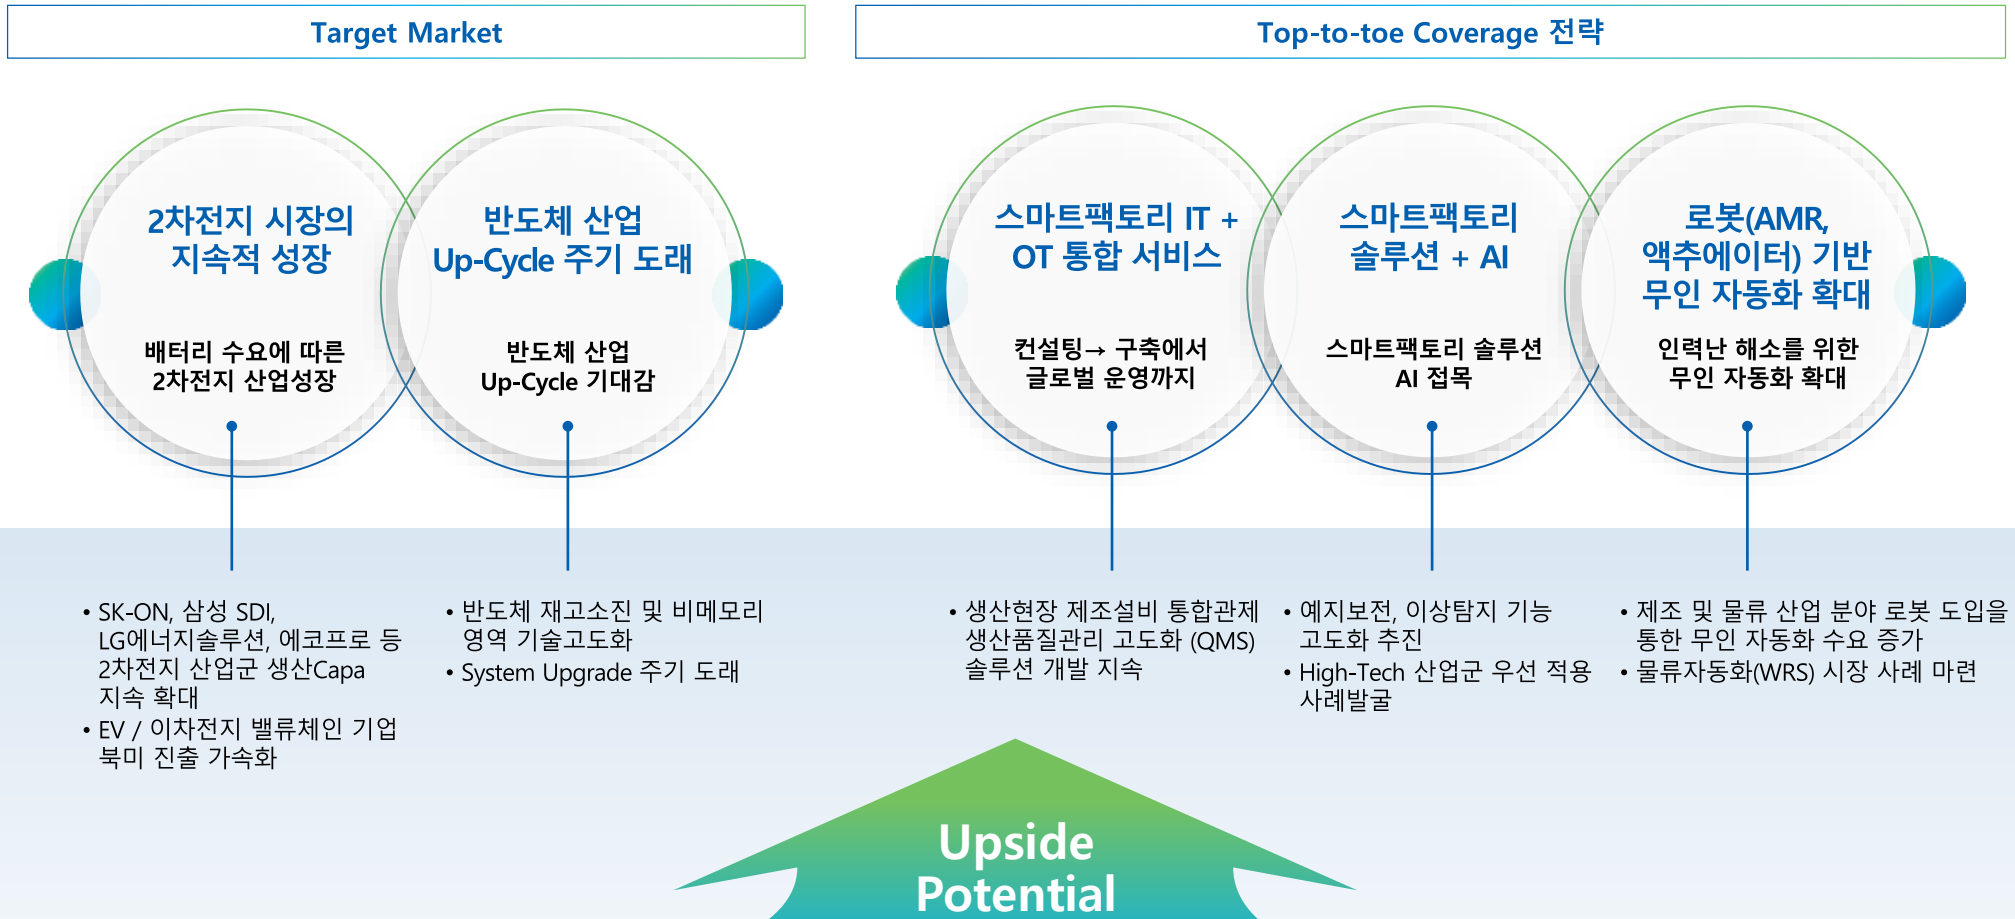 Target Market
2차전지 시장의
지속적 성장
배터리 수요에 따른
2차전지 산업성장
반도체 산업
Up-Cycle 주기 도래
반도체 산업
Up-Cycle 기대감
• SK-ON, 삼성 SDI,
LG에너지솔루션, 에코프로 등
2차전지 산업군 생산Capa
지속 확대
• EV / 이차전지 밸류체인 기업
북미 진출 가속화
• 반도체 재고소진 및 비메모리
영역 기술고도화
• System Upgrade 주기 도래
Top-to-toe Coverage 전략
스마트팩토리 IT +
OT 통합 서비스
컨설팅→ 구축에서
글로벌 운영까지
스마트팩토리
솔루션 + AI
스마트팩토리 솔루션
AI 접목
로봇(AMR,
액추에이터) 기반
무인 자동화 확대
인력난 해소를 위한
무인 자동화 확대
• 생산현장 제조설비 통합관제
생산품질관리 고도화 (QMS)
솔루션 개발 지속
• 예지보전, 이상탐지 기능
고도화 추진
• High-Tech 산업군 우선 적용
사례발굴
• 제조 및 물류 산업 분야 로봇 도입을
통한 무인 자동화 수요 증가
• 물류자동화(WRS) 시장 사례 마련
Upside
Potential